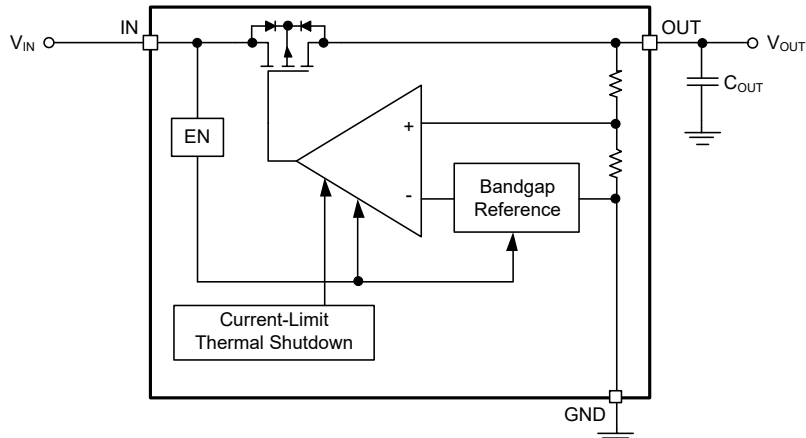 IN
OUT
VIN
VOUT
COUT
EN
+
-
Bandgap
Reference
Current-Limit
Thermal Shutdown
GND